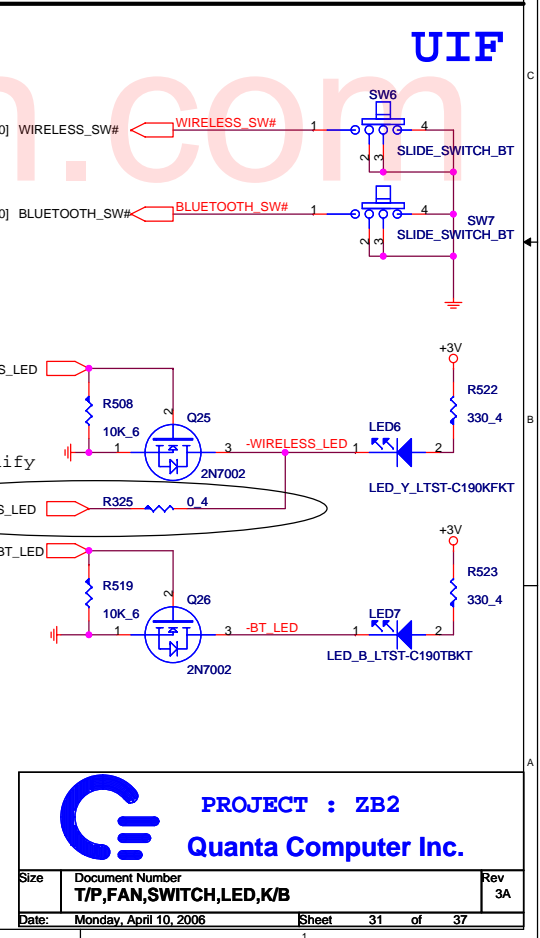 UIF
C
SW6
0] WIRELESS_SW#
WIRELESS_SW#
1
4
2
3
SLIDE_SWITCH_BT
n.com
0] BLUETOOTH_SW#
BLUETOOTH_SW#
1
4
SW7
2
3
SLIDE_SWITCH_BT
+3V
S_LED
R508
10K_6
2
Q25
1
3
2N7002
-WIRELESS_LED
LED6
1
2
R522
330_4
B
LED_Y_LTST-C190KFKT
ify
S_LED
R325
0_4
+3V
BT_LED
R519
10K_6
2
Q26
1
3
2N7002
-BT_LED
LED7
1
2
R523
330_4
LED_B_LTST-C190TBKT
A
PROJECT : ZB2
Quanta Computer Inc.
Size
Document Number
Rev
T/P,FAN,SWITCH,LED,K/B
3A
Date: Monday, April 10, 2006 Sheet 31 of 37
1